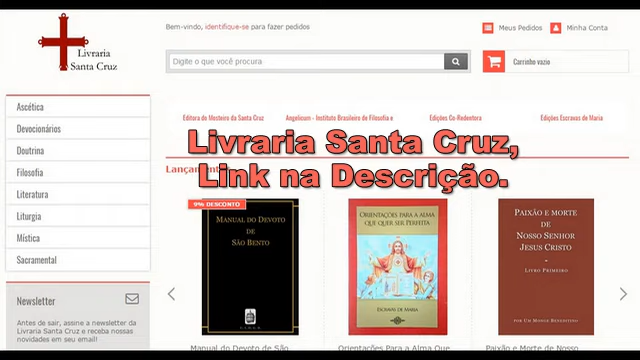 Livraria
Santa Cruz
Bem-vindo, identifique-se para fazer pedidos
Meus Pedidos
Minha Conta
Digite o que você procura
Carrinho vazio
Ascética
Devocionários
Doutrina
Filosofia
Literatura
Liturgia
Mística
Sacramental
Newsletter
Antes de sair, assine a newsletter da
Livraria Santa Cruz e receba nossas
novidades em seu email!
Editora do Mosteiro da Santa Cruz
Angelicum - Instituto Brasileiro de Filosofia e
Edições Co-Redentora
Edições Escravas de Maria
Livraria Santa Cruz,
Link na Descrição.
9% DESCONTO
MANUAL DO DEVOTO
DE
SÃO BENTO
ORIENTAÇÕES PARA A ALMA
QUE QUER SER PERFEITA
ESCRAVAS DE MARIA
PAIXÃO E MORTE
DE
NOSSO SENHOR
JESUS CRISTO
-
LIVRO PRIMEIRO
POR UM MONGE BENEDITINO
Manual do Devoto de São
Orientações Para A Alma Que
Paixão e Morte de Nosso